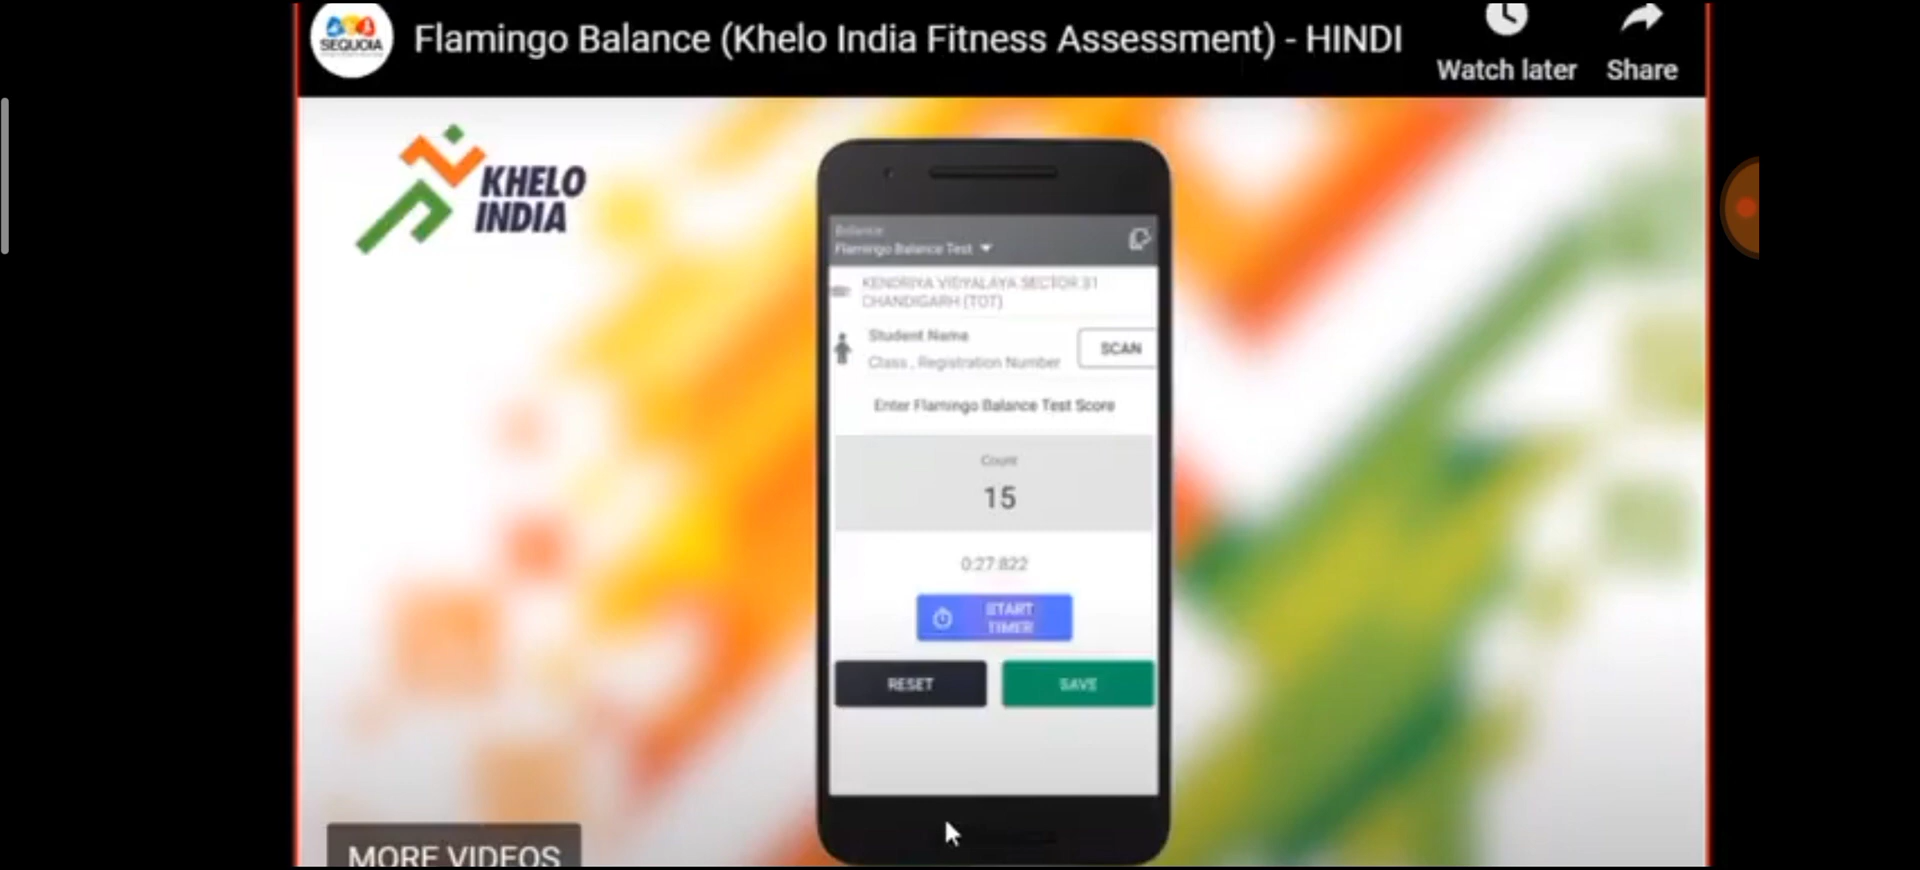 SEQUOIA
Flamingo Balance (Khelo India Fitness Assessment) - HINDI
Watch later
Share
KHELO
INDIA
Balance
Flamingo Balance Test
KENDRIYA VIDYALAYA SECTOR 31
CHANDIGARH (TOT)
Student Name
Class , Registration Number
SCAN
Enter Flamingo Balance Test Score
Count
15
0:27.822
START
TIMER
RESET
SAVE
MORE VIDEOS